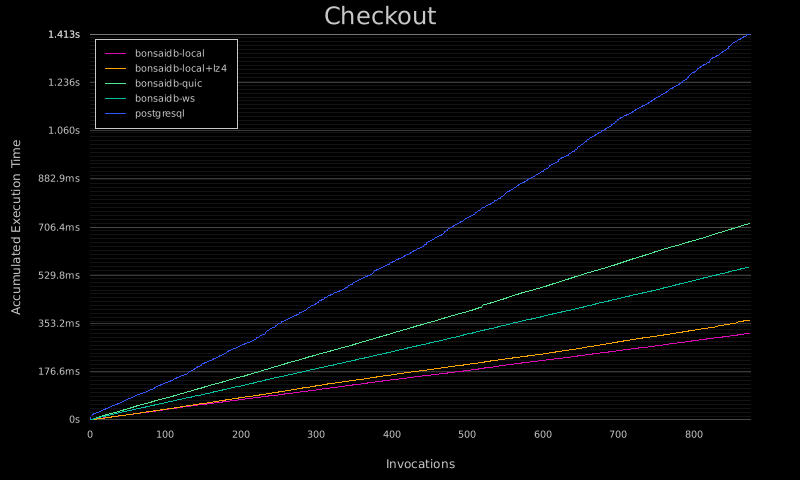 Checkout
1.413s
1.236s
1.060s
882.9ms
706.4ms
529.8ms
353.2ms
176.6ms
0s
Accumulated Execution Time
bonsaidb-local
bonsaidb-local+lz4
bonsaidb-quic
bonsaidb-ws
postgresql
0 100 200 300 400 500 600 700 800
Invocations